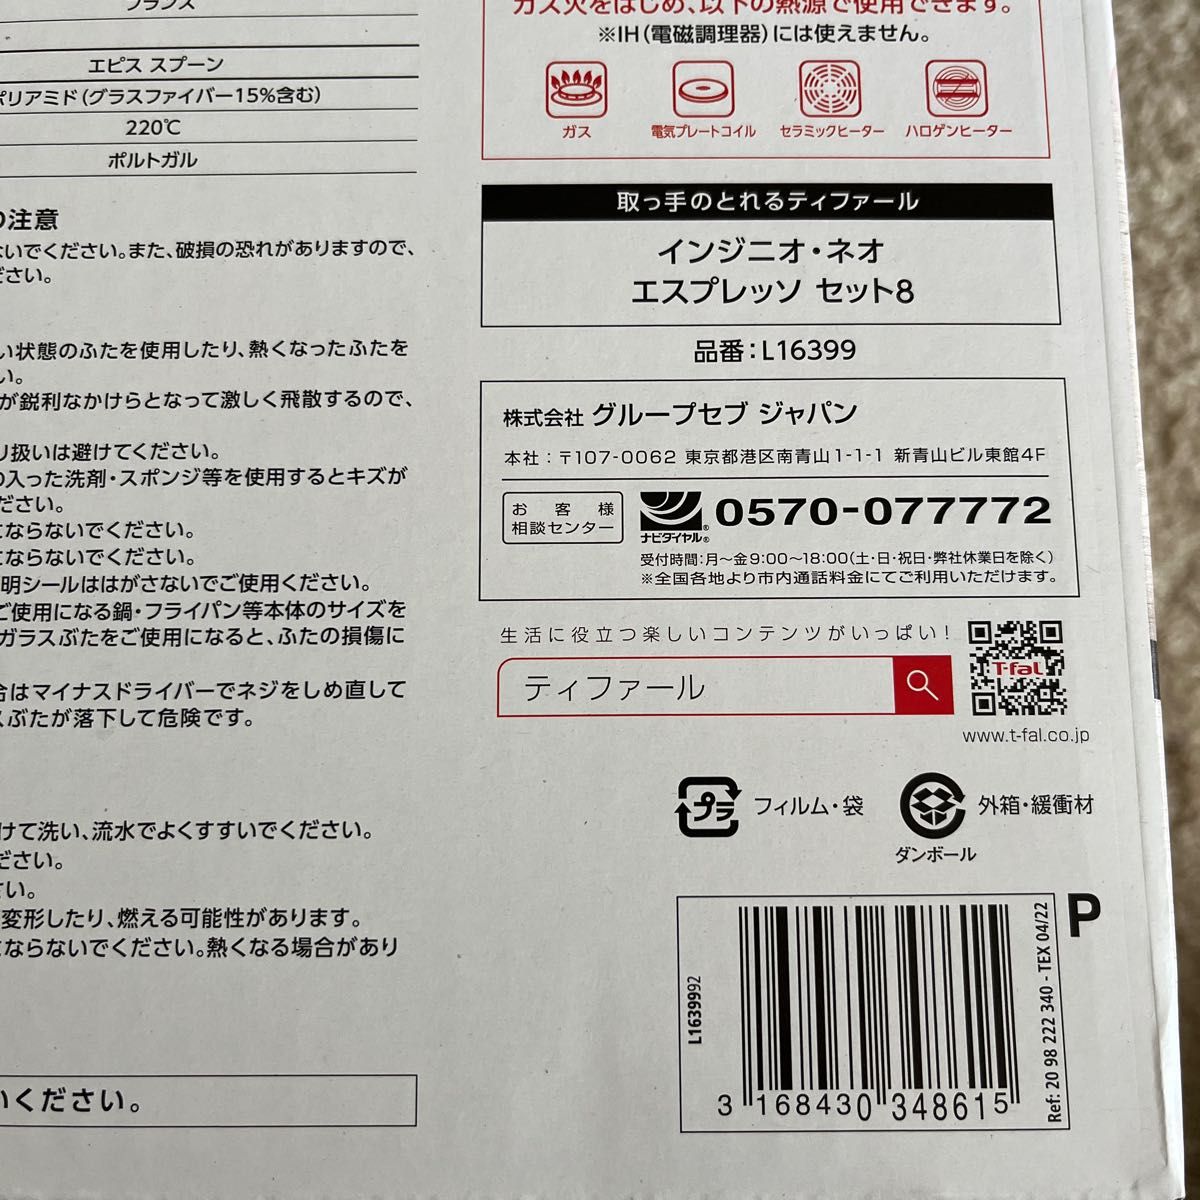 フランス
エピス スプーン
ポリアミド(グラスファイバー15%含む)
220℃
ポルトガル
の注意
ないでください。また、破損の恐れがありますので、
ださい。
い状態のふたを使用したり、熱くなったふたを
い。
が鋭利なかけらとなって激しく飛散するので、
り扱いは避けてください。
の入った洗剤・スポンジ等を使用するとキズが
ださい。
にならないでください。
にならないでください。
明シールははがさないでご使用ください。
ご使用になる鍋・フライパン等本体のサイズを
ガラスぶたをご使用になると、ふたの損傷に
合はマイナスドライバーでネジをしめ直して
スぶたが落下して危険です。
けて洗い、流水でよくすすいでください。
ださい。
さい。
変形したり、燃える可能性があります。
にならないでください。熱くなる場合があり
いください。
ガス火をはじめ、以下の熱源で使用できます。
※IH(電磁調理器)には使えません。
ガス
電気プレートコイル
セラミックヒーター
ハロゲンヒーター
取っ手のとれるティファール
インジニオ・ネオ
エスプレッソ セット8
品番:L16399
株式会社 グループセブ ジャパン
本社:〒107-0062 東京都港区南青山1-1-1 新青山ビル東館4F
お客様
相談センター
ナビダイヤル®
0570-077772
受付時間:月〜金9:00〜18:00(土・日・祝日・弊社休業日を除く)
※全国各地より市内通話料金にてご利用いただけます。
生活に役立つ楽しいコンテンツがいっぱい!
ティファール
T-faL
www.t-fal.co.jp
プラ
フィルム・袋
外箱・緩衝材
ダンボール
P
L1639992
3 168430 348615
Ref: 20 98 222 340 - TEX 04/22